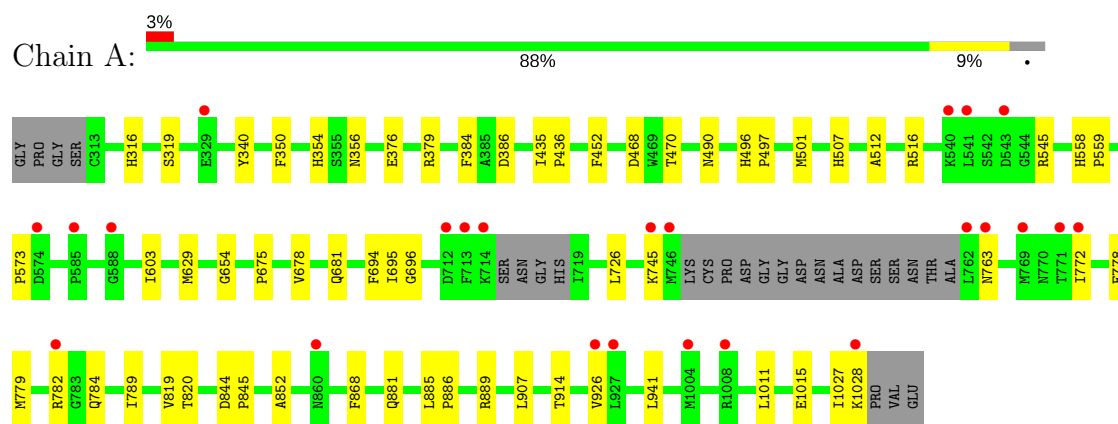 3%
Chain A:
88% 9% •
GLY PRO GLY SER C313 H316 S319 E329 Y340 F350 H354 S355 N356 E376 R379 F384 A385 D386 I435 P436 F452 D468 W469 T470 N490 H496 P497 M501 H507 A512 R516 K540 L541 S542 D543 G544 R545 H558 P559
P573 D574 P585 G588 I603 M629 G654 P675 V678 Q681 F694 I695 G696 D712 F713 K714 SER ASN GLY HIS I719 L726 K745 M746 LYS CYS PRO ASP GLY GLY ASP ASN ALA ASP SER SER ASN THR ALA L762 N763 M769 N770 T771 I772
M779 R782 G783 Q784 I789 V819 T820 D844 P845 A852 N860 F868 Q881 L885 P886 R889 L907 T914 V926 L927 L941 M1004 R1008 L1011 E1015 I1027 K1028 PRO VAL GLU